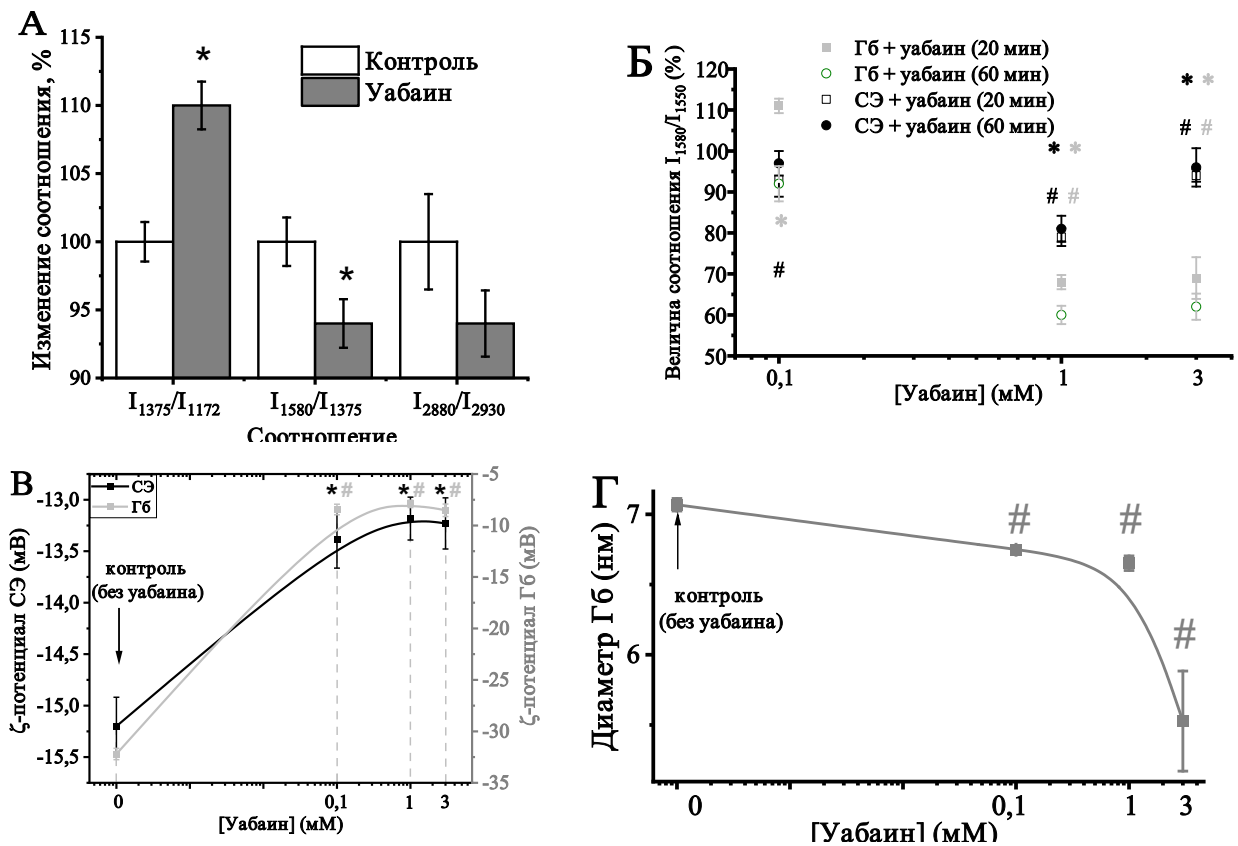 А
115
110
105
100
95
90
Изменение соотношения, %
Контроль
Уабаин
*
*
I1375/I1172
I1580/I1375
I2880/I2930
Соотношение
Б
Гб + уабаин (20 мин)
Гб + уабаин (60 мин)
СЭ + уабаин (20 мин)
СЭ + уабаин (60 мин)
Велична соотношения I1580/I1550 (%)
120
110
100
90
80
70
60
50
* *
# #
* *
# #
*
#
0,1
1
3
[Уабаин] (мМ)
В
СЭ
Гб
* # * # * #
ζ-потенциал СЭ (мВ)
-13,0
-13,5
-14,0
-14,5
-15,0
-15,5
контроль
(без уабаина)
-5
-10
-15
-20
-25
-30
-35
ζ-потенциал Гб (мВ)
0
0,1
1
3
[Уабаин] (мМ)
Г
7
6
Диаметр Гб (нм)
# #
#
контроль
(без уабаина)
0
0,1
1
3
[Уабаин] (мМ)